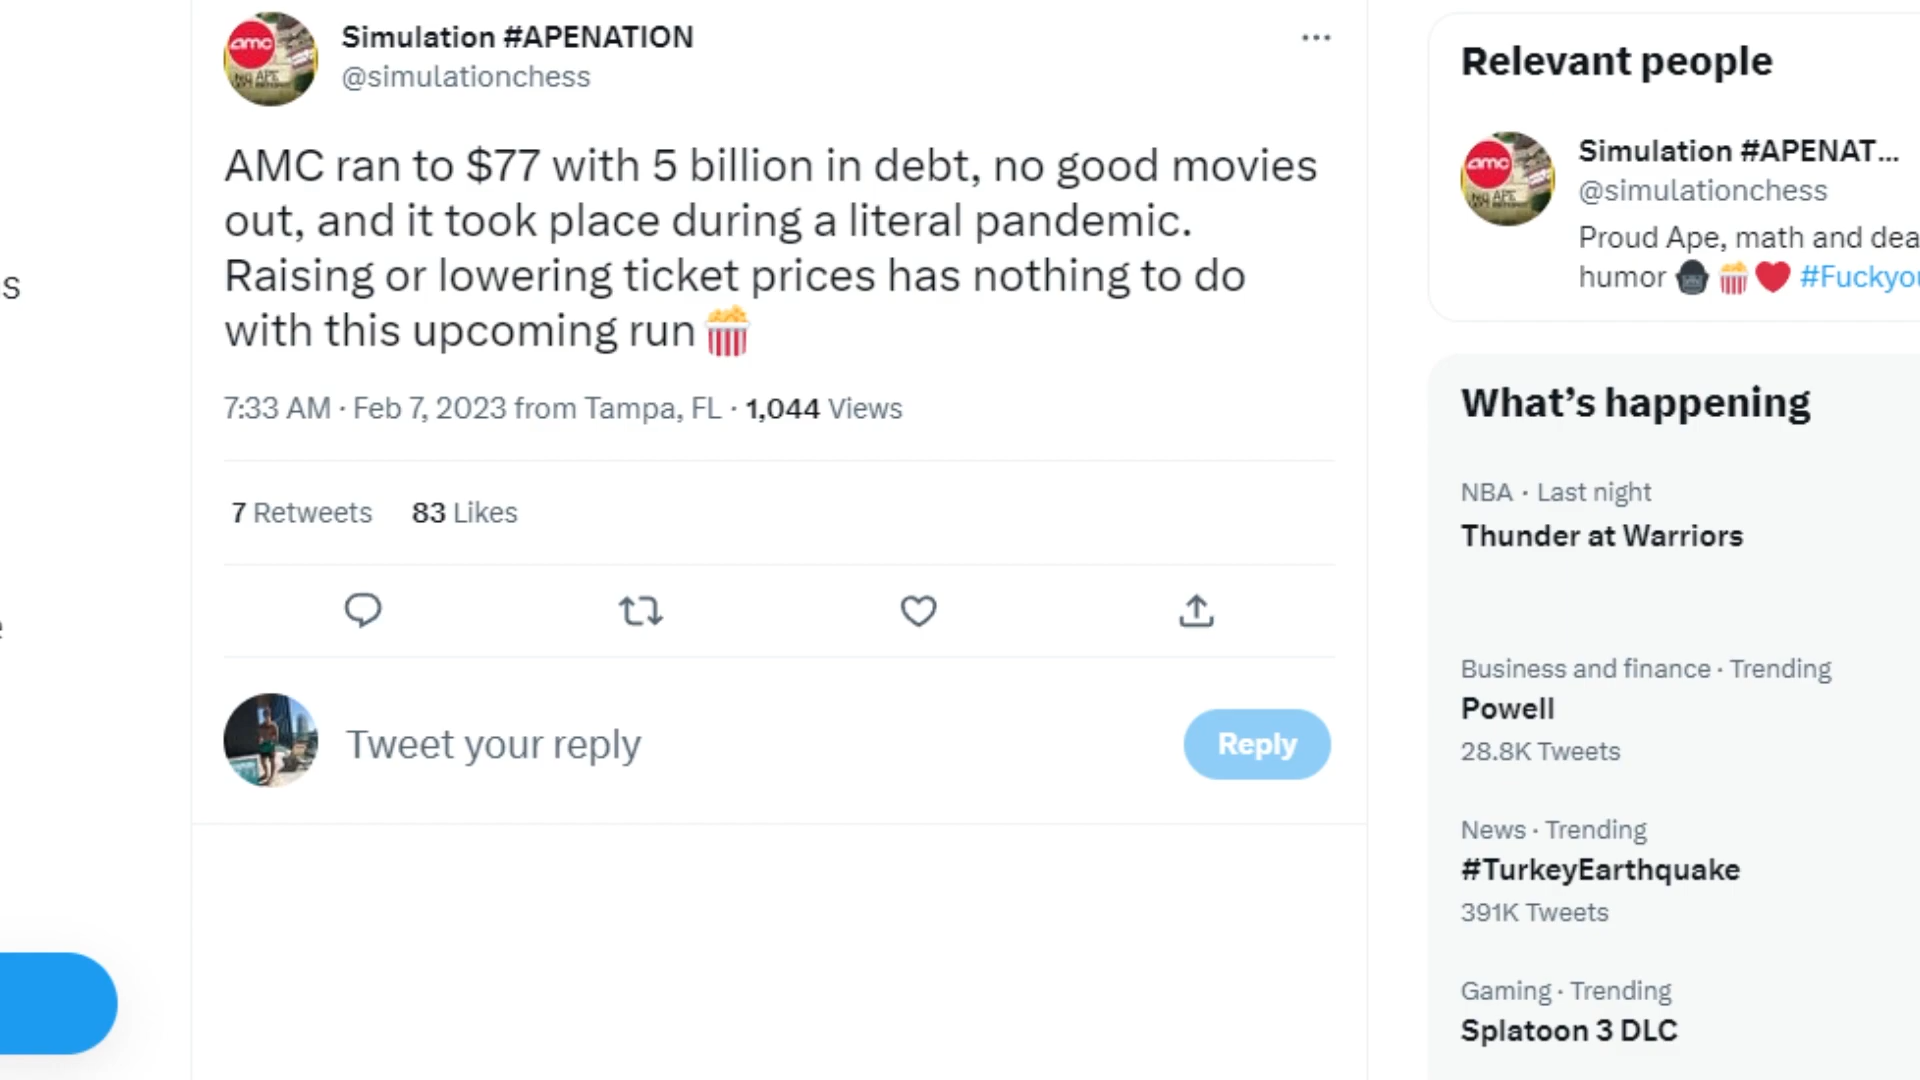 Simulation #APENATION
@simulationchess
AMC ran to $77 with 5 billion in debt, no good movies
out, and it took place during a literal pandemic.
Raising or lowering ticket prices has nothing to do
with this upcoming run🍿
7:33 AM · Feb 7, 2023 from Tampa, FL · 1,044 Views
7 Retweets 83 Likes
Tweet your reply
Reply
s
Relevant people
Simulation #APENAT...
@simulationchess
Proud Ape, math and dea
humor 🦍🍿❤️ #Fuckyou
What's happening
NBA · Last night
Thunder at Warriors
Business and finance · Trending
Powell
28.8K Tweets
News · Trending
#TurkeyEarthquake
391K Tweets
Gaming · Trending
Splatoon 3 DLC